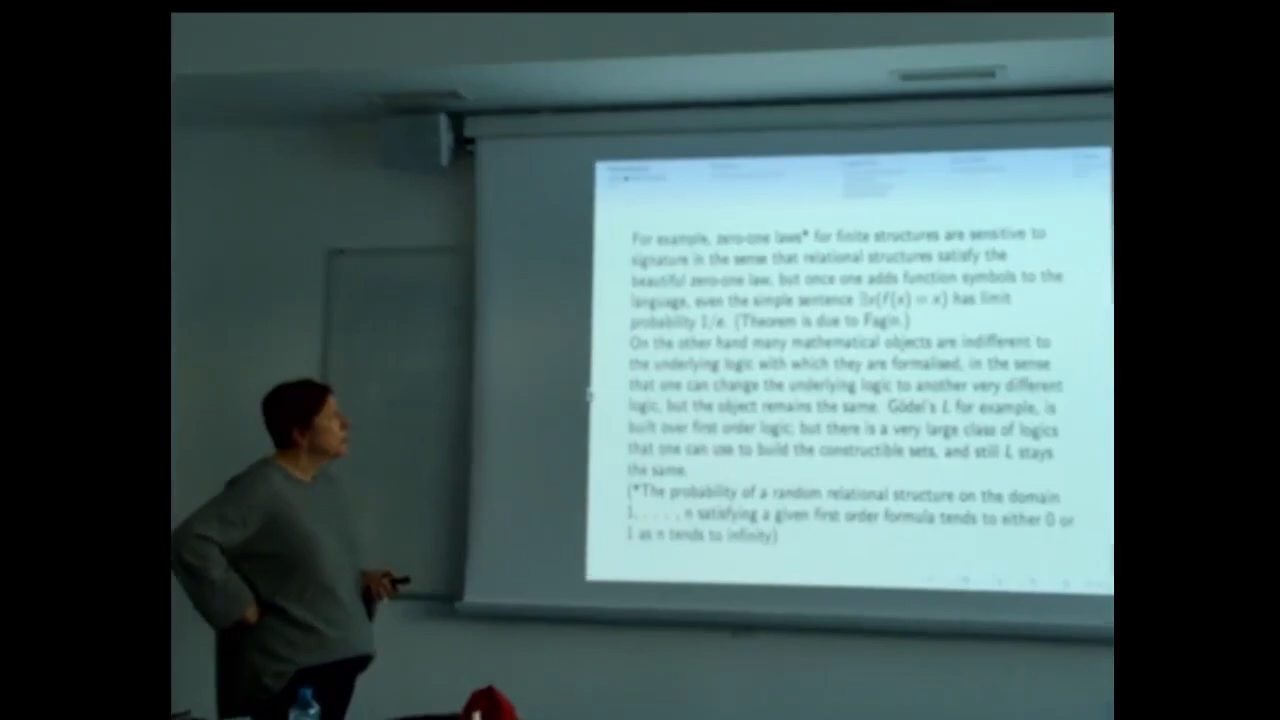 For example, zero-one laws* for finite structures are sensitive to
signature in the sense that relational structures satisfy the
beautiful zero-one law, but once one adds function symbols to the
language, even the simple sentence ∃x(f(x) = x) has limit
probability 1/e. (Theorem is due to Fagin.)
On the other hand many mathematical objects are indifferent to
the underlying logic with which they are formalised, in the sense
that one can change the underlying logic to another very different
logic, but the object remains the same. Gödel's L for example, is
built over first order logic; but there is a very large class of logics
that one can use to build the constructible sets, and still L stays
the same.
(*The probability of a random relational structure on the domain
1, . . . , n satisfying a given first order formula tends to either 0 or
1 as n tends to infinity)